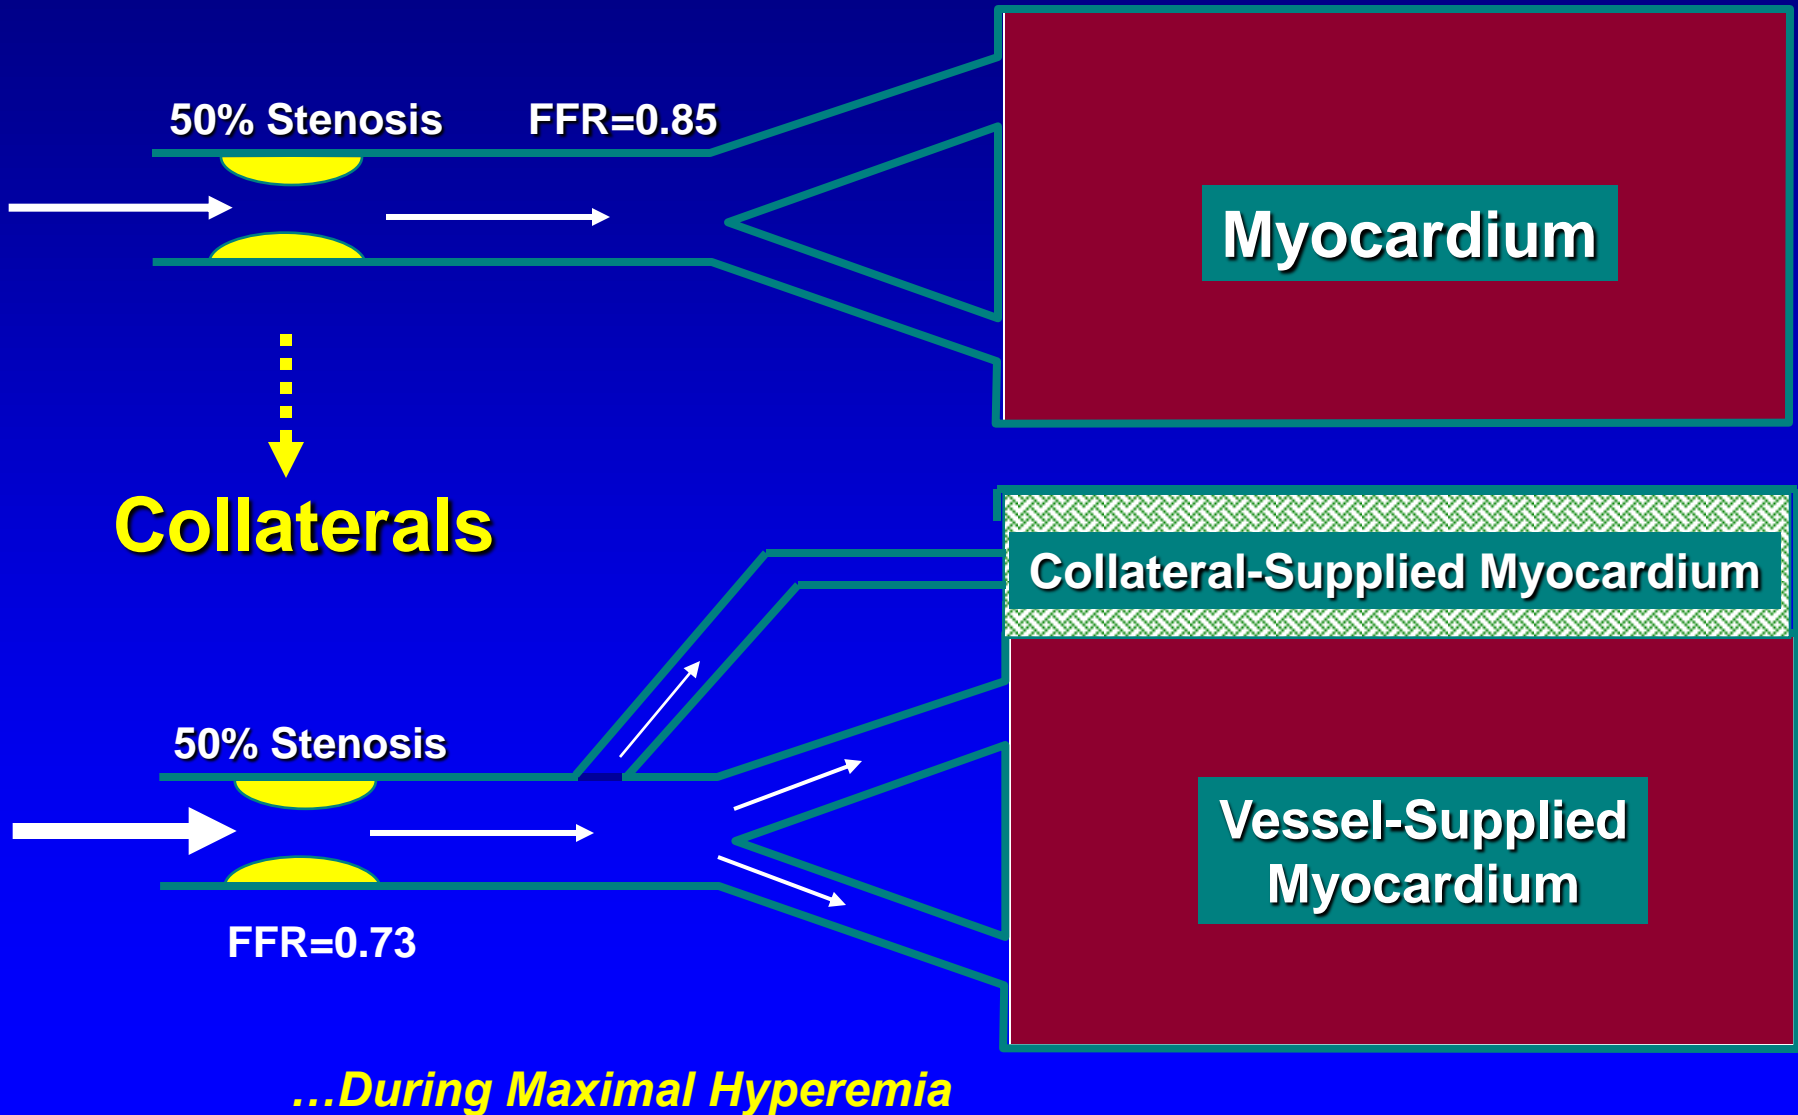 50% Stenosis
FFR=0.85
Myocardium
Collaterals
Collateral-Supplied Myocardium
50% Stenosis
Vessel-Supplied
Myocardium
FFR=0.73
...During Maximal Hyperemia